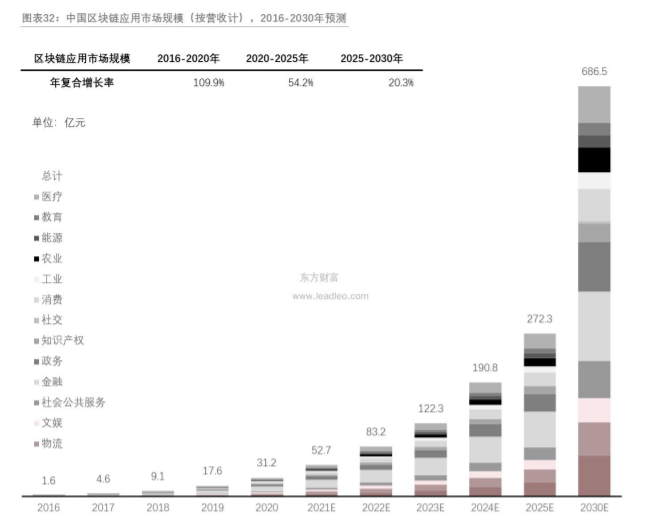 图表32：中国区块链应用市场规模（按营收计），2016-2030年预测
区块链应用市场规模 2016-2020年 2020-2025年 2025-2030年
年复合增长率 109.9% 54.2% 20.3%
单位：亿元
总计
医疗
教育
能源
农业
工业
消费
社交
知识产权
政务
金融
社会公共服务
文娱
物流
东方财富
www.leadleo.com
1.6 4.6 9.1 17.6 31.2 52.7 83.2 122.3 190.8 272.3 686.5
2016 2017 2018 2019 2020 2021E 2022E 2023E 2024E 2025E 2030E